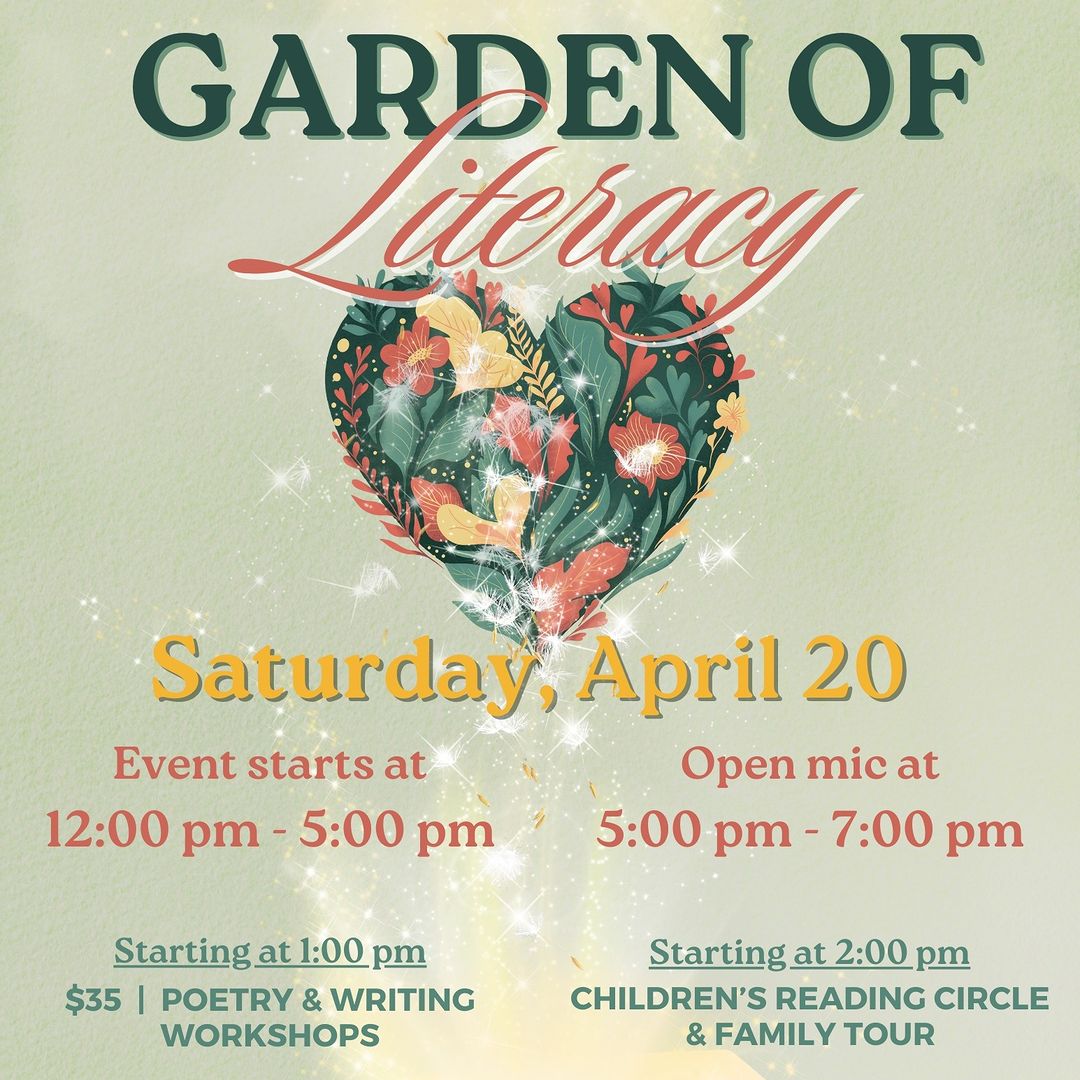 GARDEN OF
Literacy
Saturday, April 20
Event starts at
12:00 pm - 5:00 pm
Open mic at
5:00 pm - 7:00 pm
Starting at 1:00 pm
$35 | POETRY & WRITING
WORKSHOPS
Starting at 2:00 pm
CHILDREN'S READING CIRCLE
& FAMILY TOUR